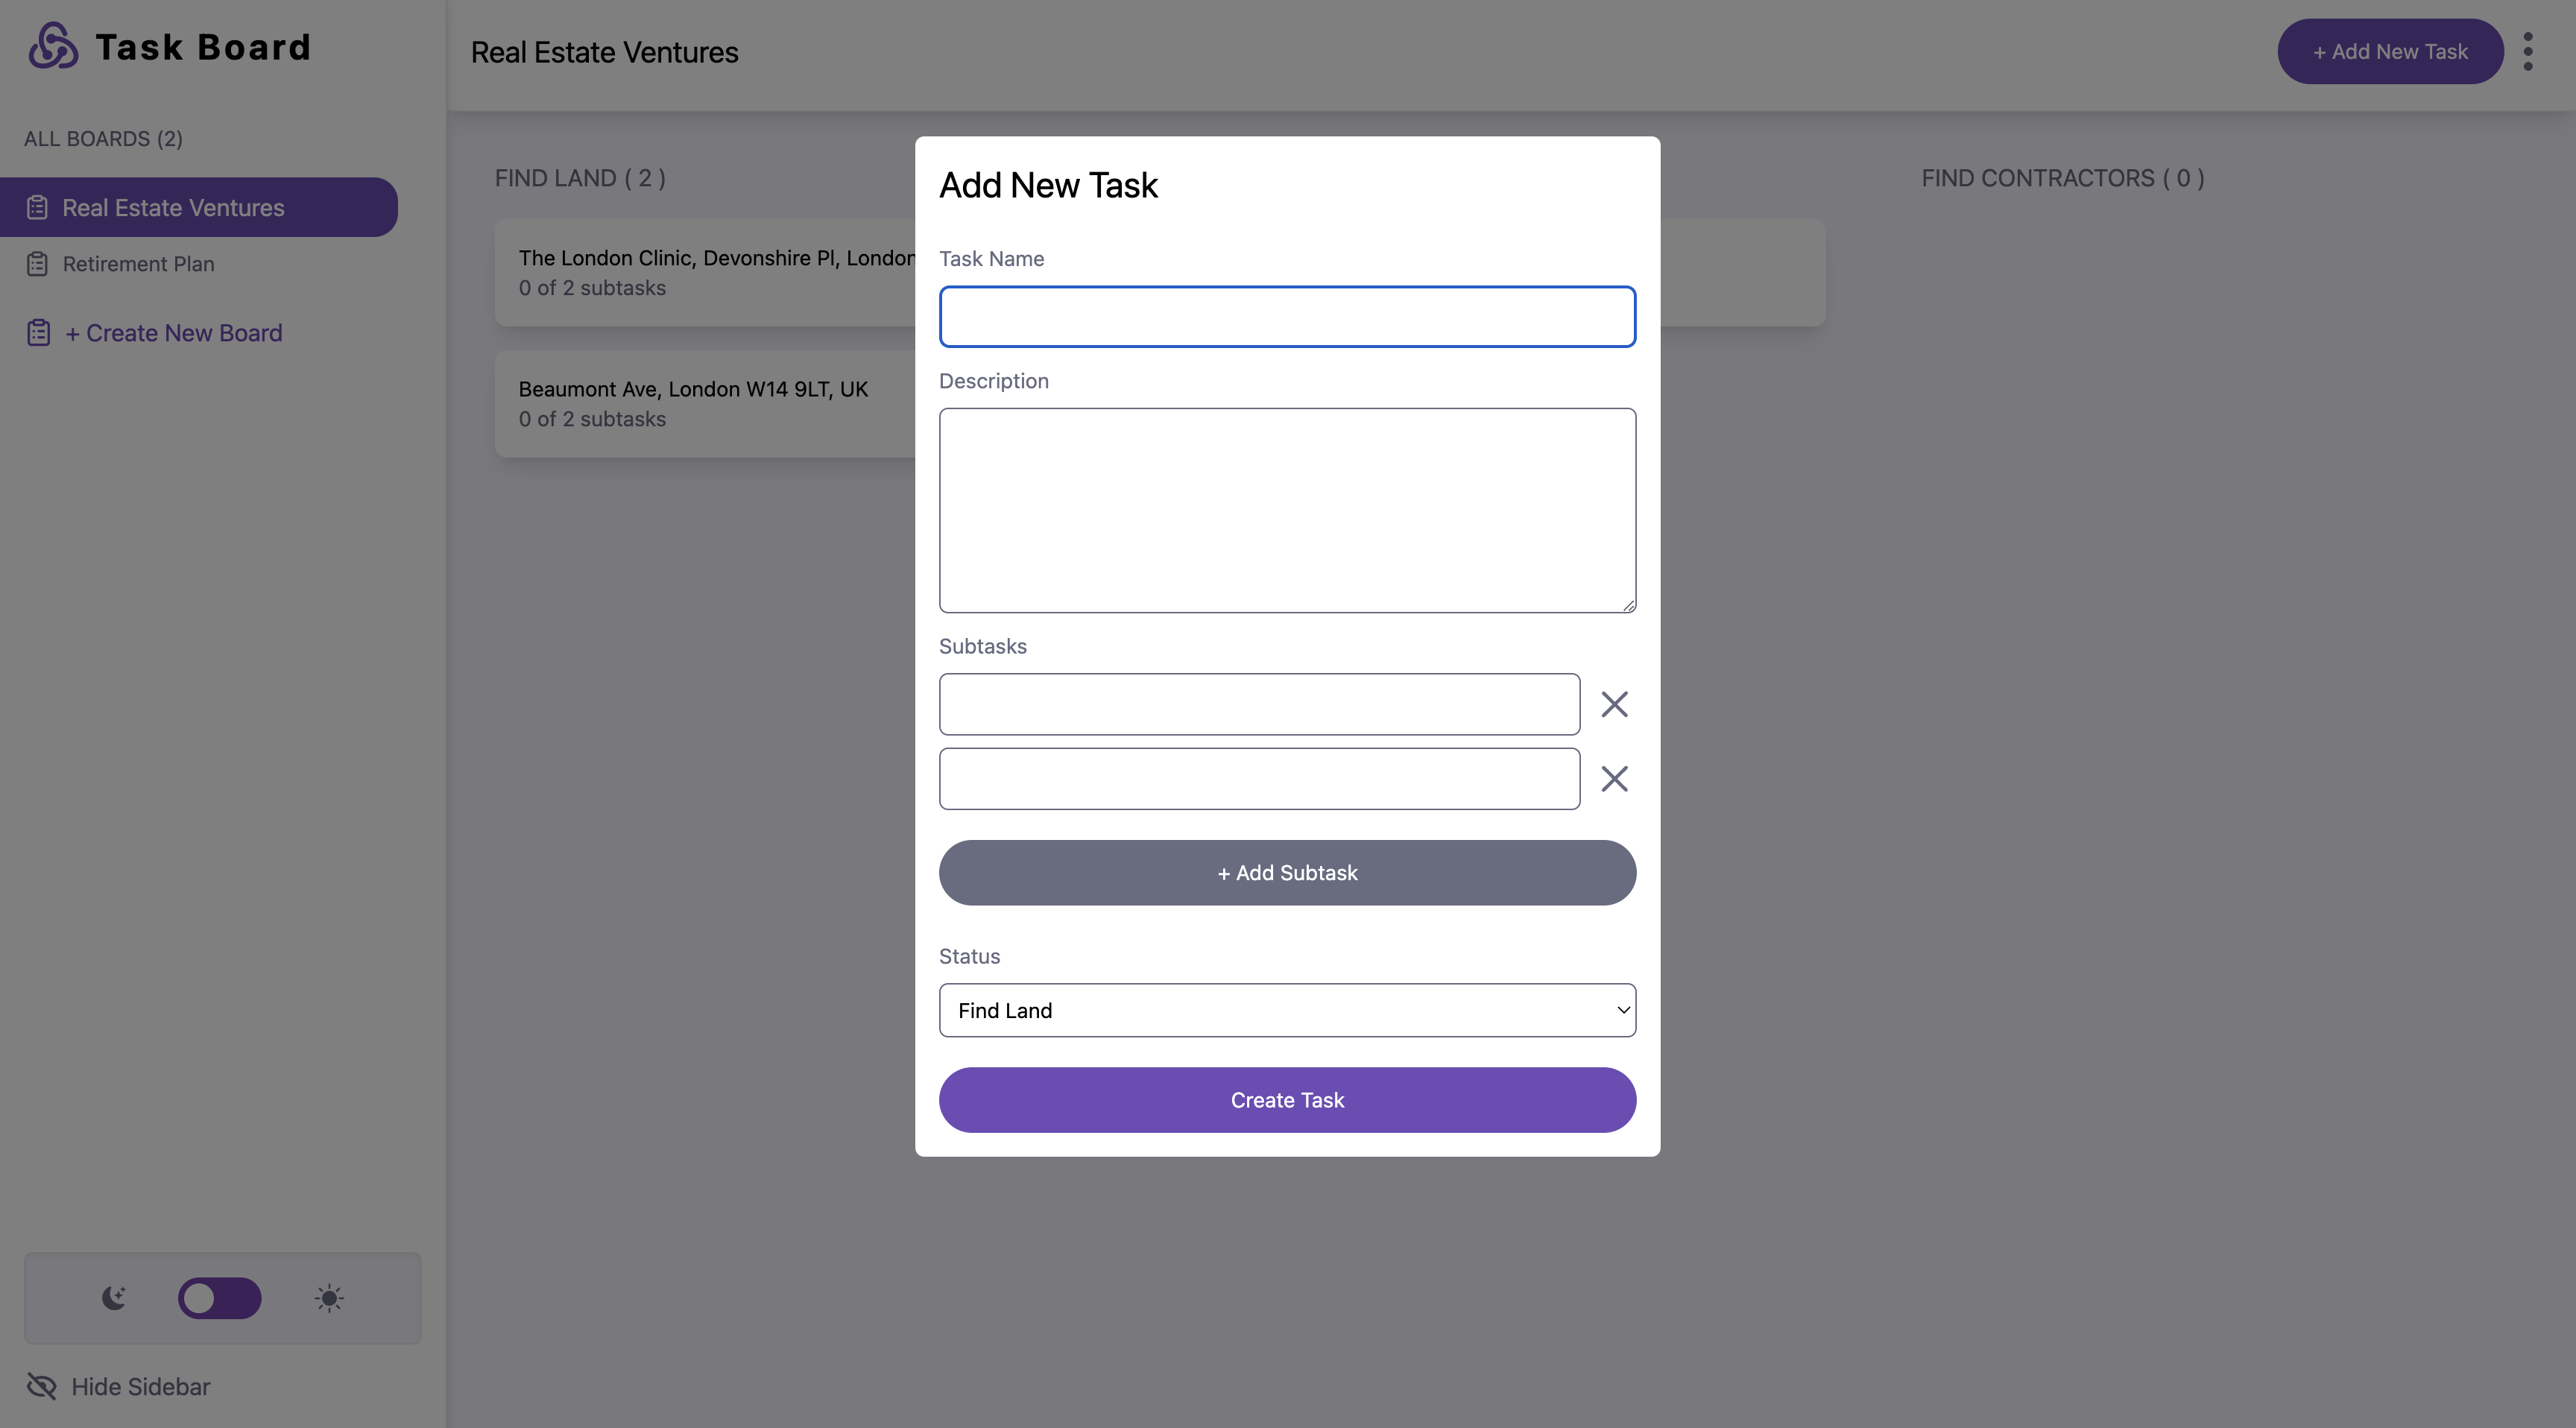 Task Board
ALL BOARDS (2)
Real Estate Ventures
Retirement Plan
+ Create New Board
Hide Sidebar
Real Estate Ventures
+ Add New Task
FIND LAND ( 2 )
The London Clinic, Devonshire Pl, London
0 of 2 subtasks
Beaumont Ave, London W14 9LT, UK
0 of 2 subtasks
FIND CONTRACTORS ( 0 )
Add New Task
Task Name
Description
Subtasks
+ Add Subtask
Status
Find Land
Create Task